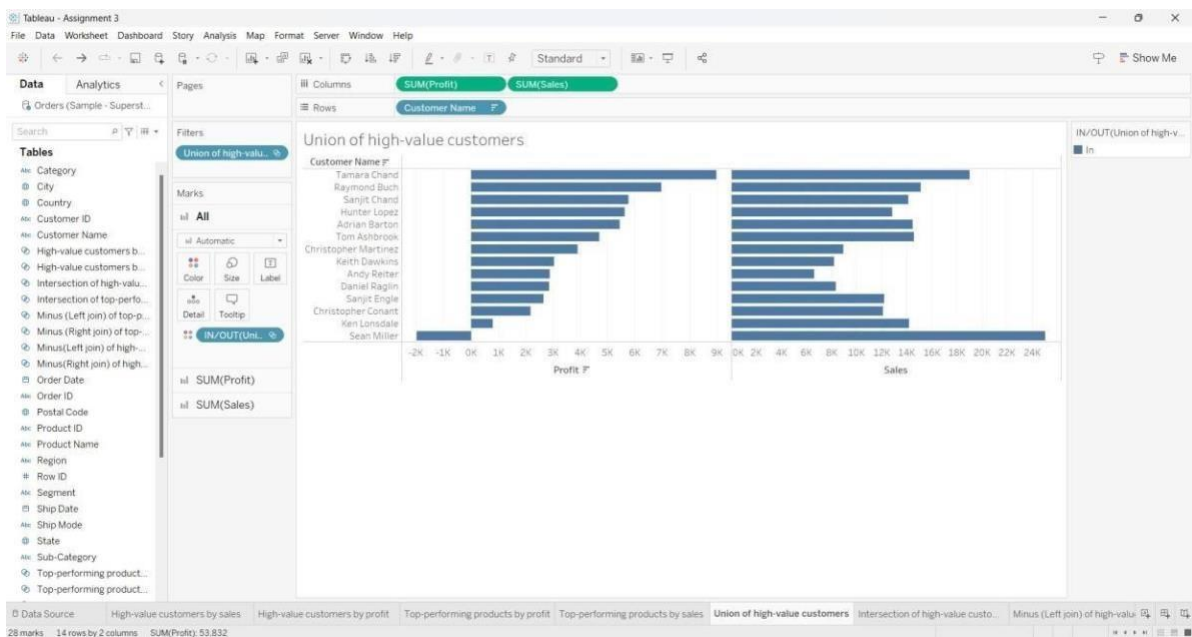 Tableau - Assignment 3
File Data Worksheet Dashboard Story Analysis Map Format Server Window Help
Standard
Show Me
Data Analytics
Orders (Sample - Superst...
Search
Tables
Abc Category
City
Country
Abc Customer ID
Abc Customer Name
High-value customers b...
High-value customers b...
Intersection of high-valu...
Intersection of top-perfo...
Minus (Left join) of top-p...
Minus (Right join) of top-...
Minus(Left join) of high-...
Minus(Right join) of high...
Order Date
Abc Order ID
Postal Code
Abc Product ID
Abc Product Name
Abc Region
# Row ID
Abc Segment
Ship Date
Abc Ship Mode
State
Abc Sub-Category
Top-performing product...
Top-performing product...
Pages
Filters
Union of high-valu..
Marks
All
Automatic
Color Size Label
Detail Tooltip
IN/OUT(Uni..
SUM(Profit)
SUM(Sales)
Columns SUM(Profit) SUM(Sales)
Rows Customer Name
Union of high-value customers
Customer Name
Tamara Chand
Raymond Buch
Sanjit Chand
Hunter Lopez
Adrian Barton
Tom Ashbrook
Christopher Martinez
Keith Dawkins
Andy Reiter
Daniel Raglin
Sanjit Engle
Christopher Conant
Ken Lonsdale
Sean Miller
-2K -1K 0K 1K 2K 3K 4K 5K 6K 7K 8K 9K 0K 2K 4K 6K 8K 10K 12K 14K 16K 18K 20K 22K 24K
Profit Sales
IN/OUT(Union of high-v...
In
Data Source High-value customers by sales High-value customers by profit Top-performing products by profit Top-performing products by sales Union of high-value customers Intersection of high-value custo... Minus (Left join) of high-valu
28 marks 14 rows by 2 columns SUM(Profit): 53,832